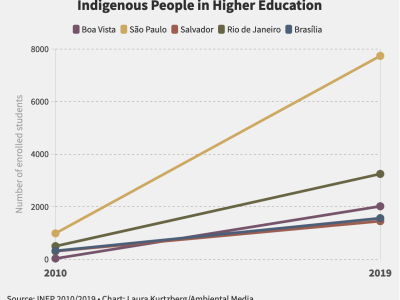 Indigenous People in Higher Education
Boa Vista São Paulo Salvador Rio de Janeiro Brasília
Number of enrolled students
8000
6000
4000
2000
0
2010 2019
Source: INEP 2010/2019 • Chart: Laura Kurtzberg/Ambiental Media